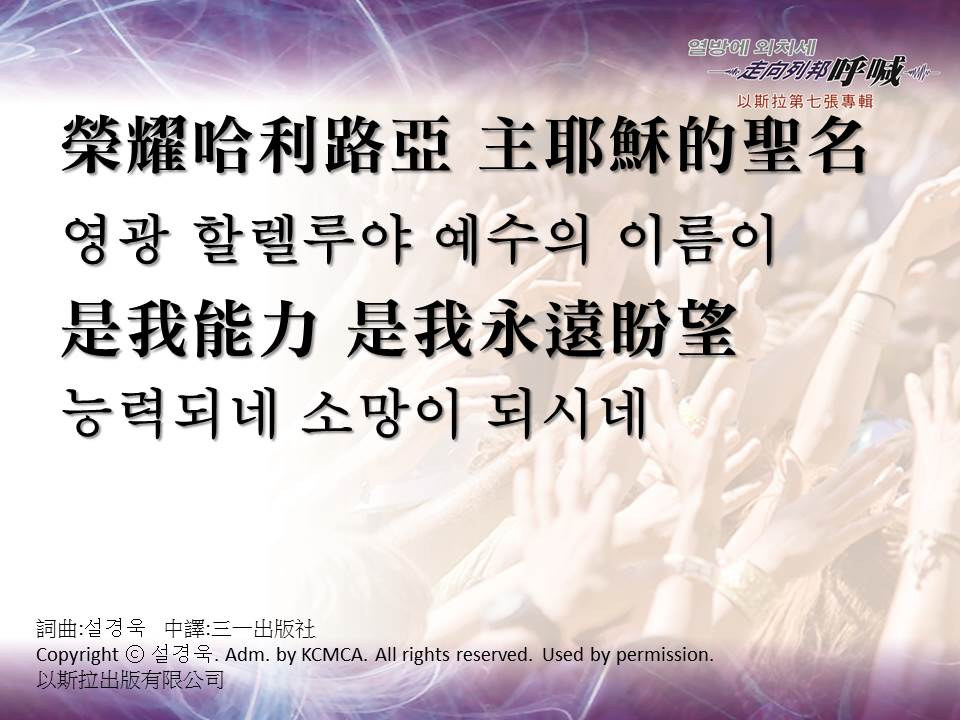 열방에 외치세
走向列邦呼喊
以斯拉第七張專輯
榮耀哈利路亞 主耶穌的聖名
영광 할렐루야 예수의 이름이
是我能力 是我永遠盼望
능력되네 소망이 되시네
詞曲:설경욱 中譯:三一出版社
Copyright ⓒ 설경욱. Adm. by KCMCA. All rights reserved. Used by permission.
以斯拉出版有限公司